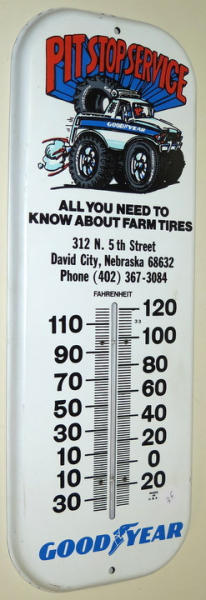 PIT STOP SERVICE
GOODYEAR
ALL YOU NEED TO
KNOW ABOUT FARM TIRES
312 N. 5th Street
David City, Nebraska 68632
Phone (402) 367-3084
FAHRENHEIT
120
110
100
90
80
70
60
50
40
30
20
10
0
10
20
30
GOODYEAR